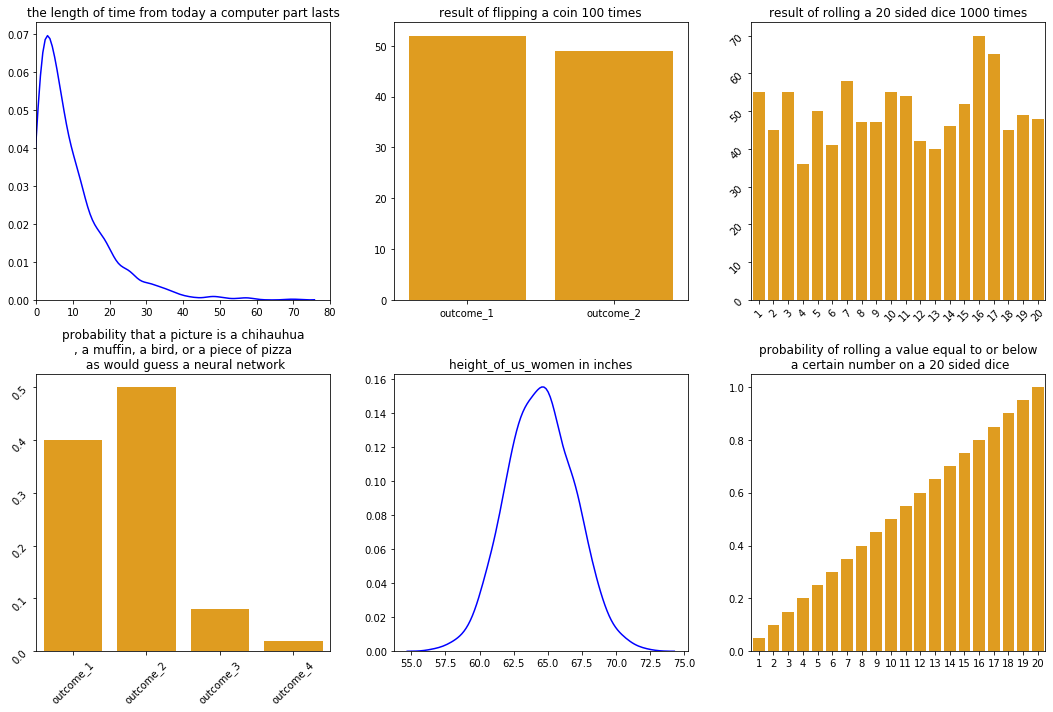 the length of time from today a computer part lasts
0.07
0.06
0.05
0.04
0.03
0.02
0.01
0.00
0 10 20 30 40 50 60 70 80
result of flipping a coin 100 times
50
40
30
20
10
0
outcome_1 outcome_2
result of rolling a 20 sided dice 1000 times
70
60
50
40
30
20
10
0
1 2 3 4 5 6 7 8 9 10 11 12 13 14 15 16 17 18 19 20
probability that a picture is a chihauhua
, a muffin, a bird, or a piece of pizza
as would guess a neural network
0.5
0.4
0.3
0.2
0.1
0.0
outcome_1 outcome_2 outcome_3 outcome_4
height_of_us_women in inches
0.16
0.14
0.12
0.10
0.08
0.06
0.04
0.02
0.00
55.0 57.5 60.0 62.5 65.0 67.5 70.0 72.5 75.0
probability of rolling a value equal to or below
a certain number on a 20 sided dice
1.0
0.8
0.6
0.4
0.2
0.0
1 2 3 4 5 6 7 8 9 10 11 12 13 14 15 16 17 18 19 20